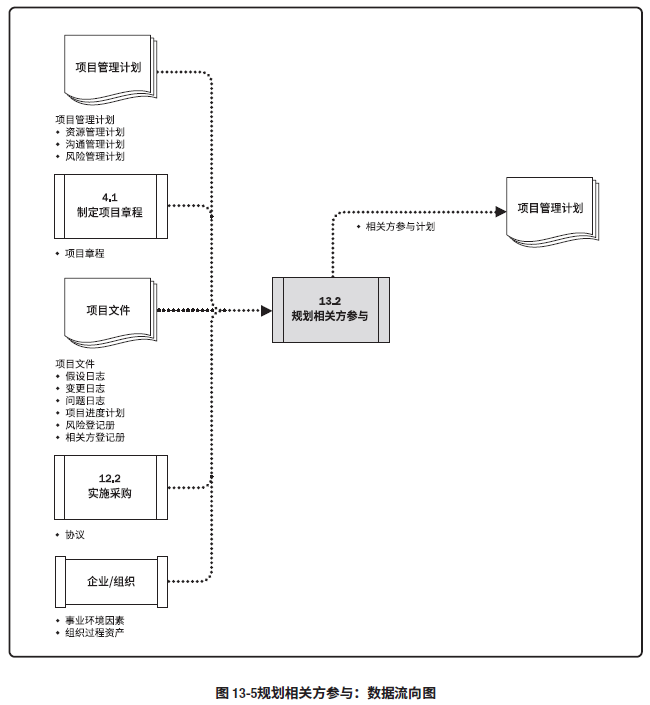 项目管理计划
项目管理计划
• 资源管理计划
• 沟通管理计划
• 风险管理计划
4.1
制定项目章程
• 项目章程
项目文件
项目文件
• 假设日志
• 变更日志
• 问题日志
• 项目进度计划
• 风险登记册
• 相关方登记册
12.2
实施采购
• 协议
企业/组织
• 事业环境因素
• 组织过程资产
13.2
规划相关方参与
• 相关方参与计划
项目管理计划
图 13-5规划相关方参与：数据流向图